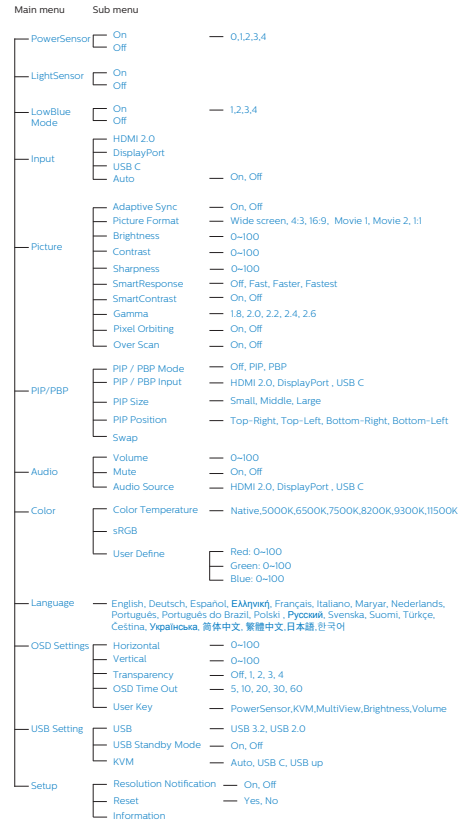 Main menu Sub menu
PowerSensor On 0,1,2,3,4
Off
LightSensor On
Off
LowBlue Mode On 1,2,3,4
Off
Input HDMI 2.0
DisplayPort
USB C
Auto On, Off
Picture Adaptive Sync On, Off
Picture Format Wide screen, 4:3, 16:9, Movie 1, Movie 2, 1:1
Brightness 0~100
Contrast 0~100
Sharpness 0~100
SmartResponse Off, Fast, Faster, Fastest
SmartContrast On, Off
Gamma 1.8, 2.0, 2.2, 2.4, 2.6
Pixel Orbiting On, Off
Over Scan On, Off
PIP/PBP PIP / PBP Mode Off, PIP, PBP
PIP / PBP Input HDMI 2.0, DisplayPort , USB C
PIP Size Small, Middle, Large
PIP Position Top-Right, Top-Left, Bottom-Right, Bottom-Left
Swap
Audio Volume 0~100
Mute On, Off
Audio Source HDMI 2.0, DisplayPort , USB C
Color Color Temperature Native,5000K,6500K,7500K,8200K,9300K,11500K
sRGB
User Define Red: 0~100
Green: 0~100
Blue: 0~100
Language English, Deutsch, Español, Ελληνική, Français, Italiano, Maryar, Nederlands,
Português, Português do Brazil, Polski , Русский, Svenska, Suomi, Türkçe,
Čeština, Українська, 简体中文, 繁體中文,日本語,한국어
OSD Settings Horizontal 0~100
Vertical 0~100
Transparency Off, 1, 2, 3, 4
OSD Time Out 5, 10, 20, 30, 60
User Key PowerSensor,KVM,MultiView,Brightness,Volume
USB Setting USB USB 3.2, USB 2.0
USB Standby Mode On, Off
KVM Auto, USB C, USB up
Setup Resolution Notification On, Off
Reset Yes, No
Information